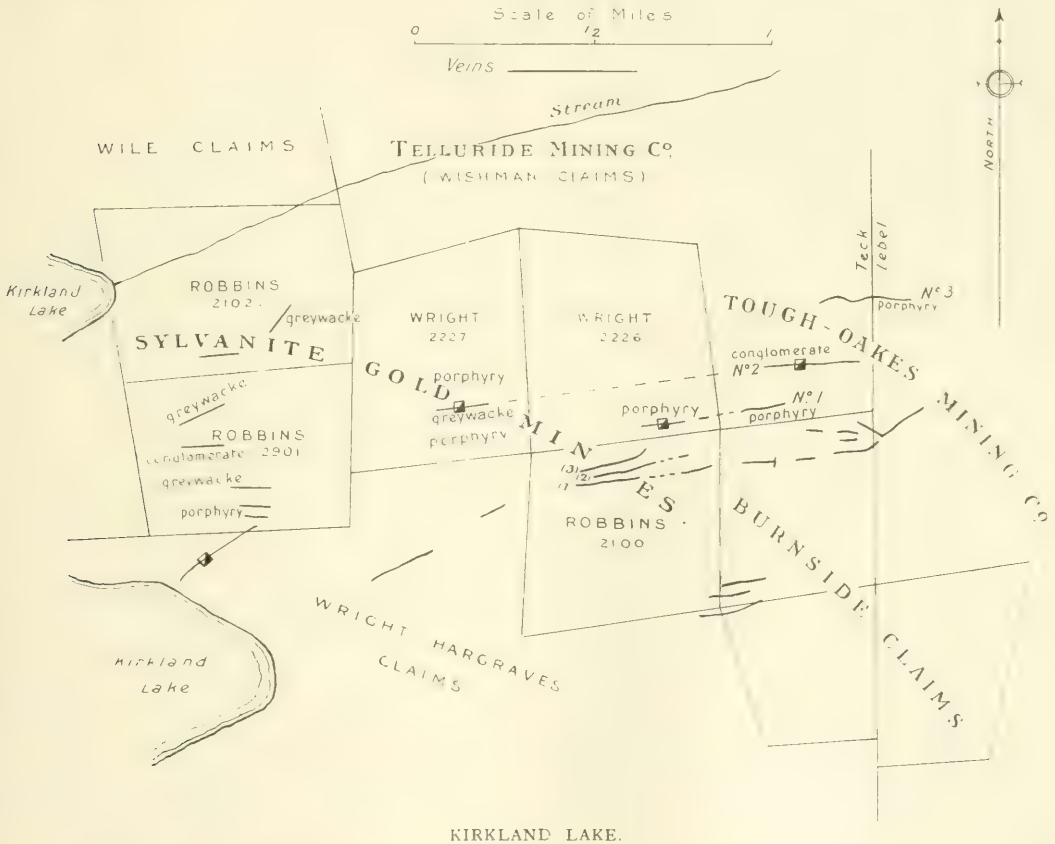 Scale of Miles
0 1/2 1
Veins
Stream
NORTH
WILE CLAIMS
TELLURIDE MINING Co.
(WISHMAN CLAIMS)
Teck
Lebel
Kirkland
Lake
ROBBINS
2102.
greywacke
WRIGHT
2227
WRIGHT
2226
No 3
porphyry
SYLVANITE GOLD MINES
TOUGH-OAKES MINING Co
conglomerate
No 2
porphyry
greywacke
porphyry
porphyry
No 1
porphyry
greywacke
ROBBINS
conglomerate 2901
greywacke
porphyry
(3)
(2)
(1)
ROBBINS
2100
BURNSIDE CLAIMS
WRIGHT HARGRAVES
CLAIMS
Kirkland
Lake
KIRKLAND LAKE.